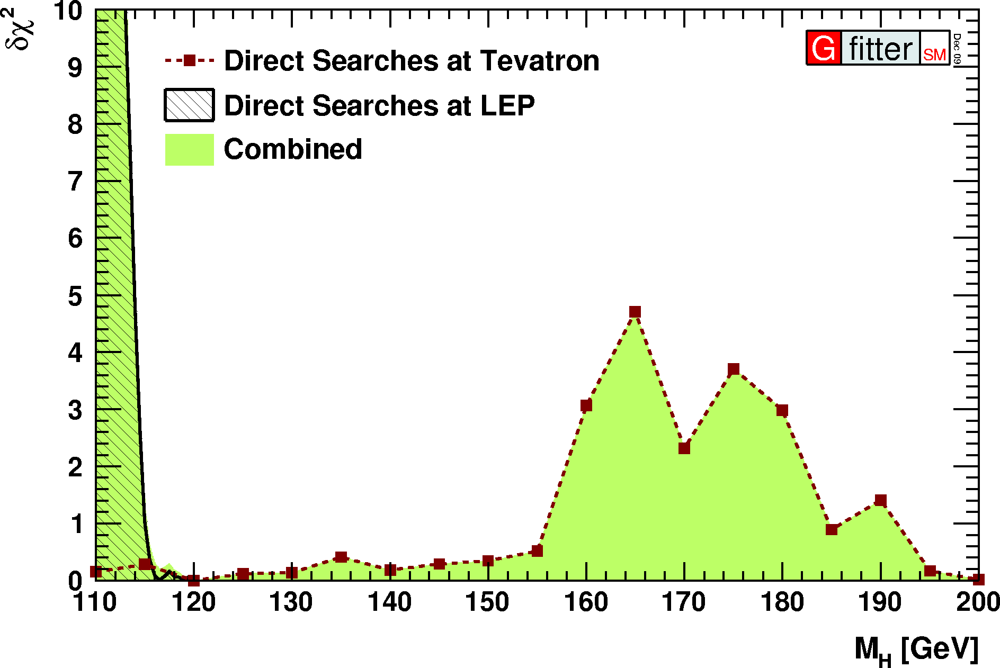 δχ²
10
9
8
7
6
5
4
3
2
1
0
Direct Searches at Tevatron
Direct Searches at LEP
Combined
G fitter SM
Dec 09
110 120 130 140 150 160 170 180 190 200
M_H [GeV]